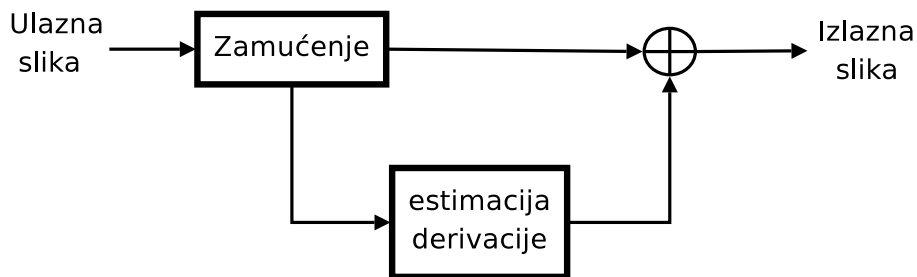 Ulazna
slika
Zamućenje
Izlazna
slika
estimacija
derivacije